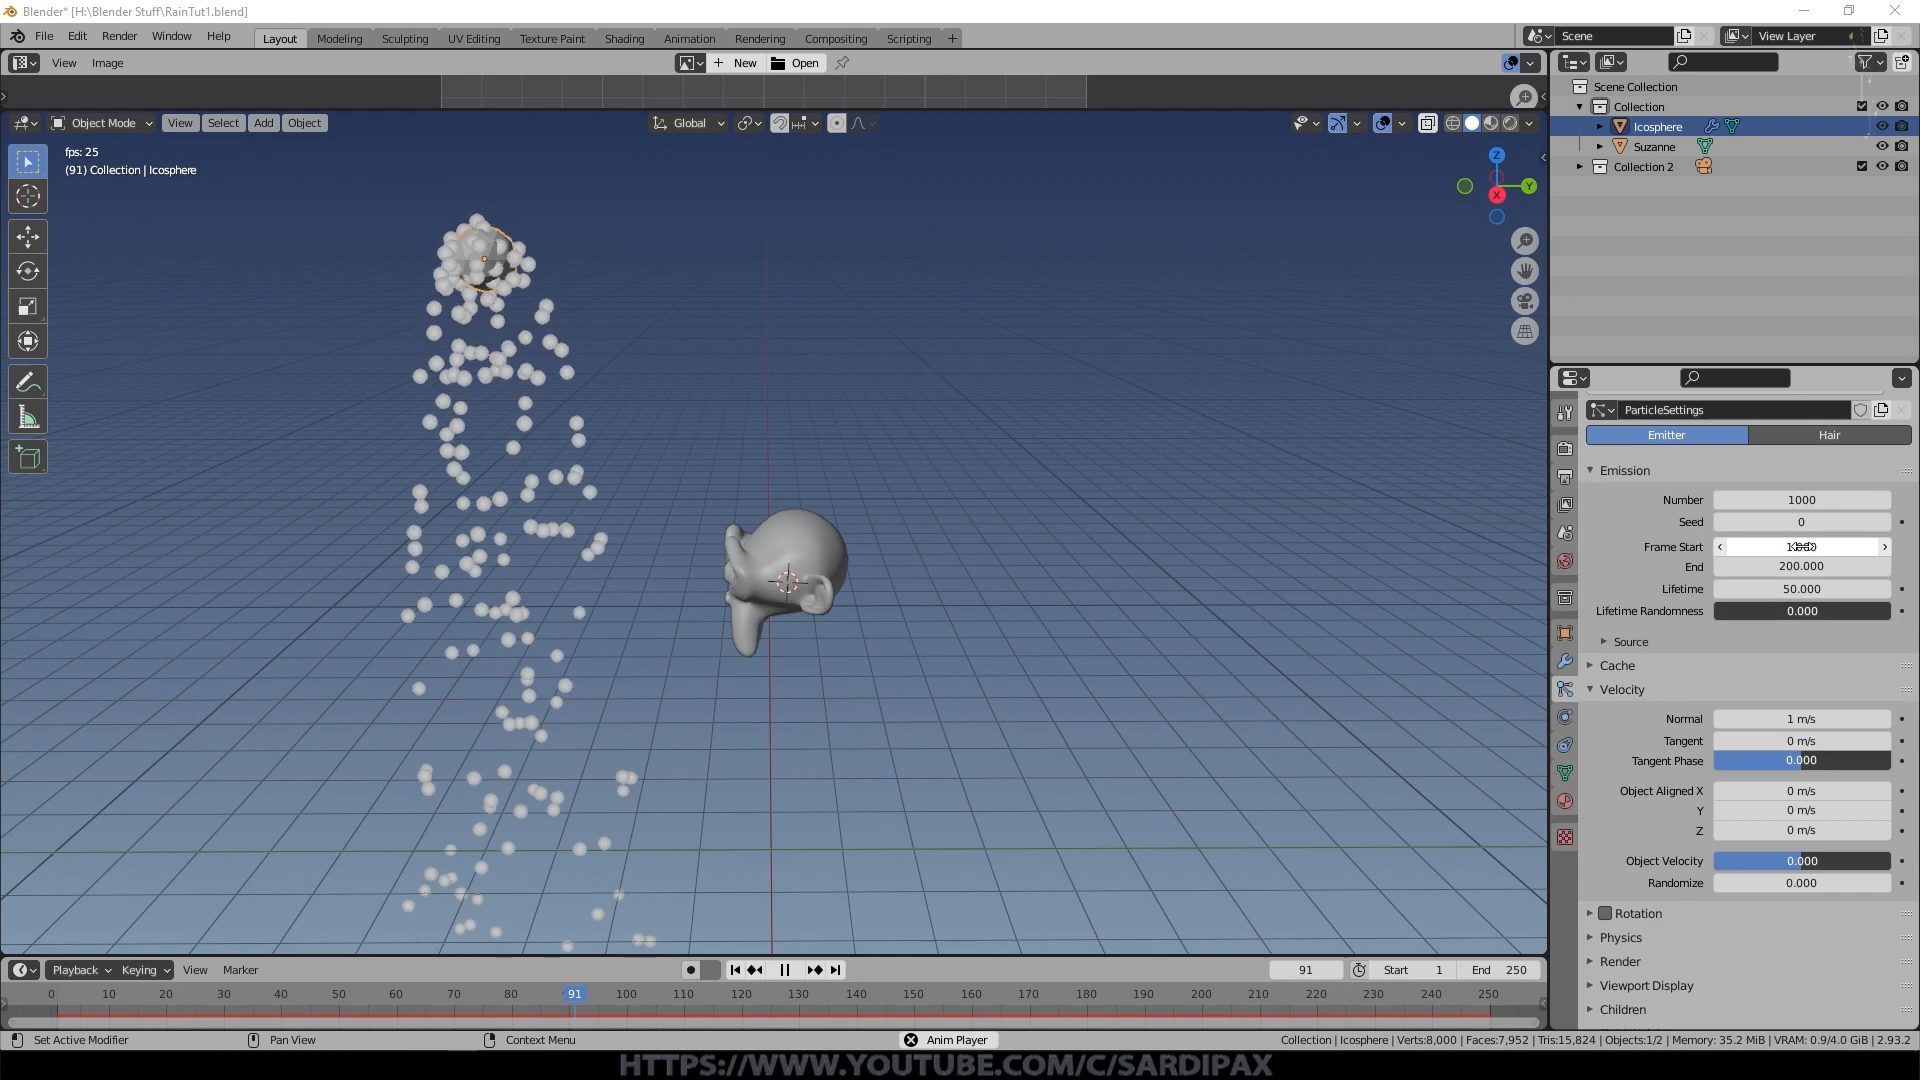 Blender* [H:\Blender Stuff\RainTut1.blend]
File Edit Render Window Help Layout Modeling Sculpting UV Editing Texture Paint Shading Animation Rendering Compositing Scripting + Scene View Layer
View Image + New Open
Object Mode View Select Add Object Global
fps: 25
(91) Collection | Icosphere
Z
Y
X
Scene Collection
Collection
Icosphere
Suzanne
Collection 2
ParticleSettings
Emitter Hair
Emission
Number 1000
Seed 0
Frame Start
End 200.000
Lifetime 50.000
Lifetime Randomness 0.000
Source
Cache
Velocity
Normal 1 m/s
Tangent 0 m/s
Tangent Phase 0.000
Object Aligned X 0 m/s
Y 0 m/s
Z 0 m/s
Object Velocity 0.000
Randomize 0.000
Rotation
Physics
Render
Viewport Display
Children
Playback Keying View Marker 91 Start 1 End 250
0 10 20 30 40 50 60 70 80 91 100 110 120 130 140 150 160 170 180 190 200 210 220 230 240 250
Set Active Modifier Pan View Context Menu Anim Player Collection | Icosphere | Verts:8,000 | Faces:7,952 | Tris:15,824 | Objects:1/2 | Memory: 35.2 MiB | VRAM: 0.9/4.0 GiB | 2.93.2
HTTPS://WWW.YOUTUBE.COM/C/SARDIPAX